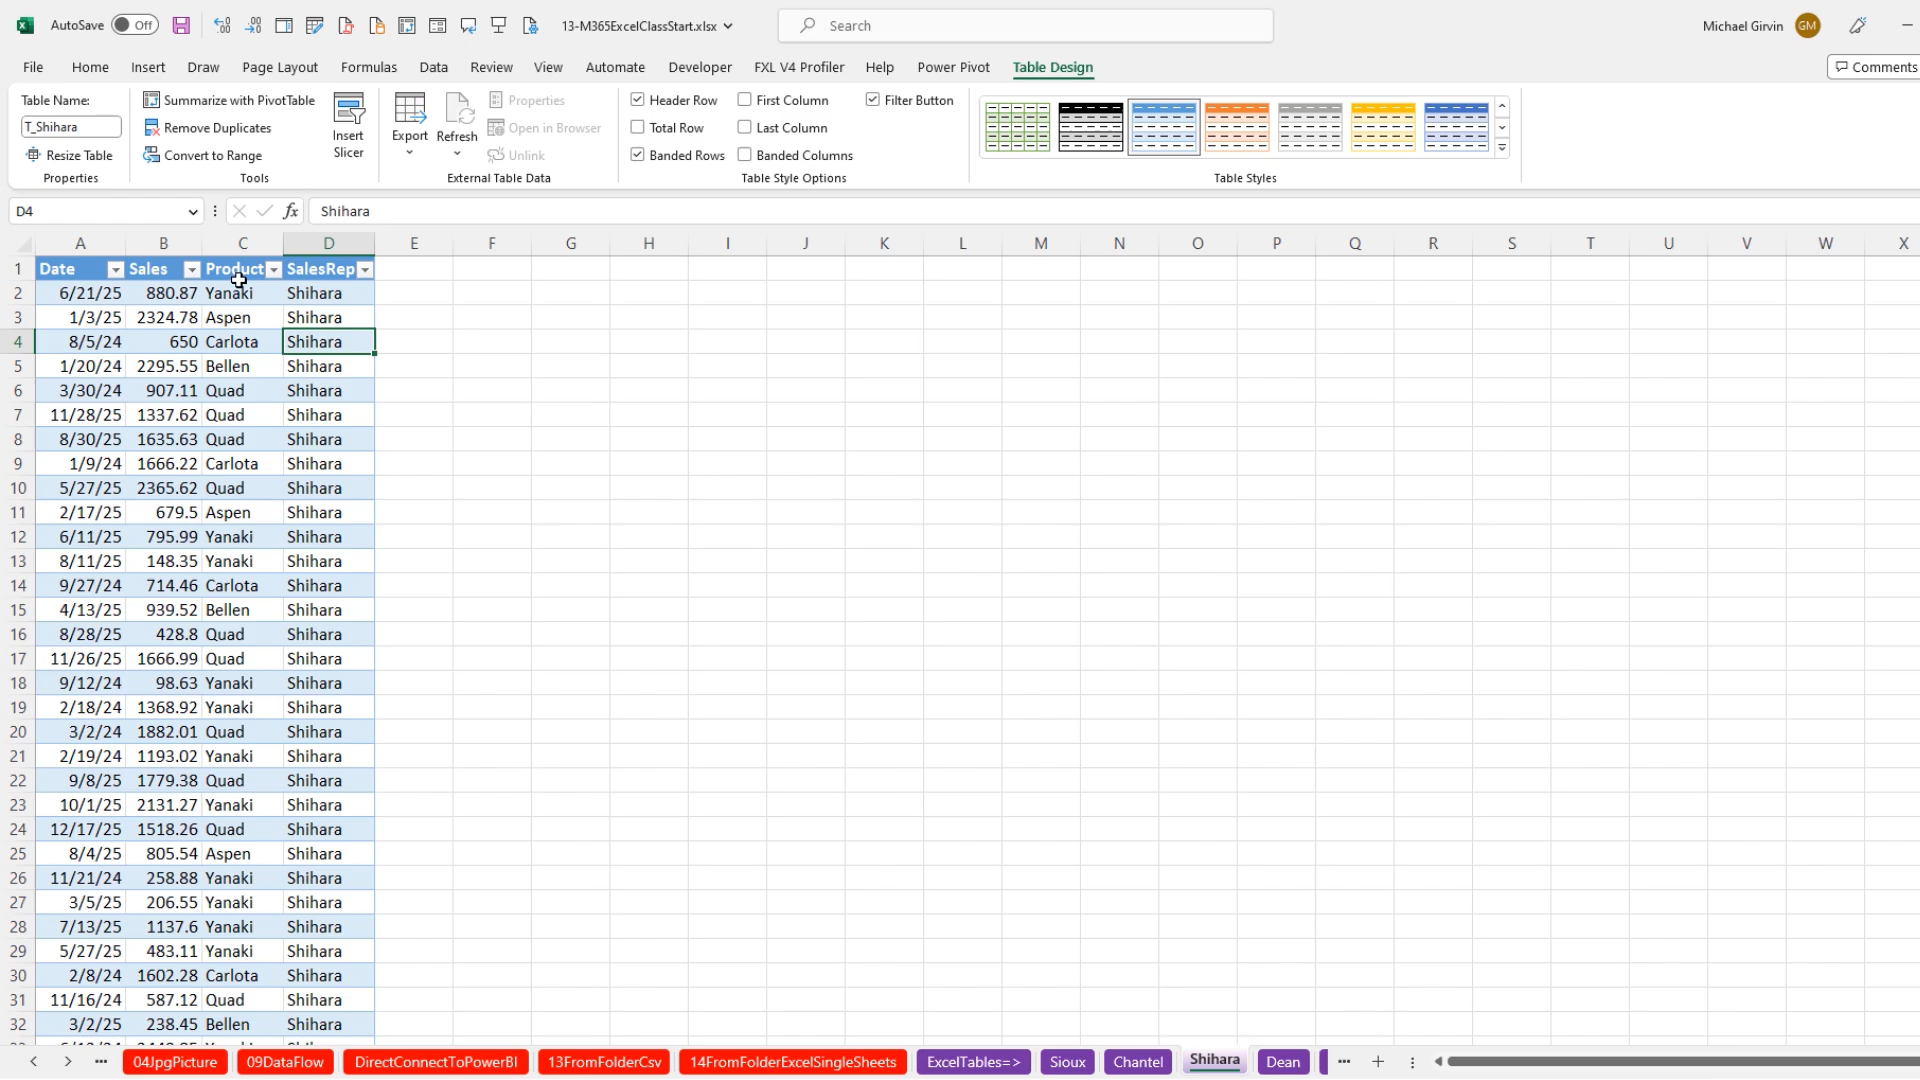 AutoSave Off 13-M365ExcelClassStart.xlsx Search Michael Girvin GM
File Home Insert Draw Page Layout Formulas Data Review View Automate Developer FXL V4 Profiler Help Power Pivot Table Design Comments
Table Name:
T_Shihara
Resize Table
Properties
Summarize with PivotTable
Remove Duplicates
Convert to Range
Tools
Insert
Slicer
Export
Refresh
Properties
Open in Browser
Unlink
External Table Data
Header Row First Column Filter Button
Total Row Last Column
Banded Rows Banded Columns
Table Style Options
Table Styles
D4 fx Shihara
A B C D E F G H I J K L M N O P Q R S T U V W X
1 Date Sales Product SalesRep
2 6/21/25 880.87 Yanaki Shihara
3 1/3/25 2324.78 Aspen Shihara
4 8/5/24 650 Carlota Shihara
5 1/20/24 2295.55 Bellen Shihara
6 3/30/24 907.11 Quad Shihara
7 11/28/25 1337.62 Quad Shihara
8 8/30/25 1635.63 Quad Shihara
9 1/9/24 1666.22 Carlota Shihara
10 5/27/25 2365.62 Quad Shihara
11 2/17/25 679.5 Aspen Shihara
12 6/11/25 795.99 Yanaki Shihara
13 8/11/25 148.35 Yanaki Shihara
14 9/27/24 714.46 Carlota Shihara
15 4/13/25 939.52 Bellen Shihara
16 8/28/25 428.8 Quad Shihara
17 11/26/25 1666.99 Quad Shihara
18 9/12/24 98.63 Yanaki Shihara
19 2/18/24 1368.92 Yanaki Shihara
20 3/2/24 1882.01 Quad Shihara
21 2/19/24 1193.02 Yanaki Shihara
22 9/8/25 1779.38 Quad Shihara
23 10/1/25 2131.27 Yanaki Shihara
24 12/17/25 1518.26 Quad Shihara
25 8/4/25 805.54 Aspen Shihara
26 11/21/24 258.88 Yanaki Shihara
27 3/5/25 206.55 Yanaki Shihara
28 7/13/25 1137.6 Yanaki Shihara
29 5/27/25 483.11 Yanaki Shihara
30 2/8/24 1602.28 Carlota Shihara
31 11/16/24 587.12 Quad Shihara
32 3/2/25 238.45 Bellen Shihara
04JpgPicture 09DataFlow DirectConnectToPowerBI 13FromFolderCsv 14FromFolderExcelSingleSheets ExcelTables=> Sioux Chantel Shihara Dean